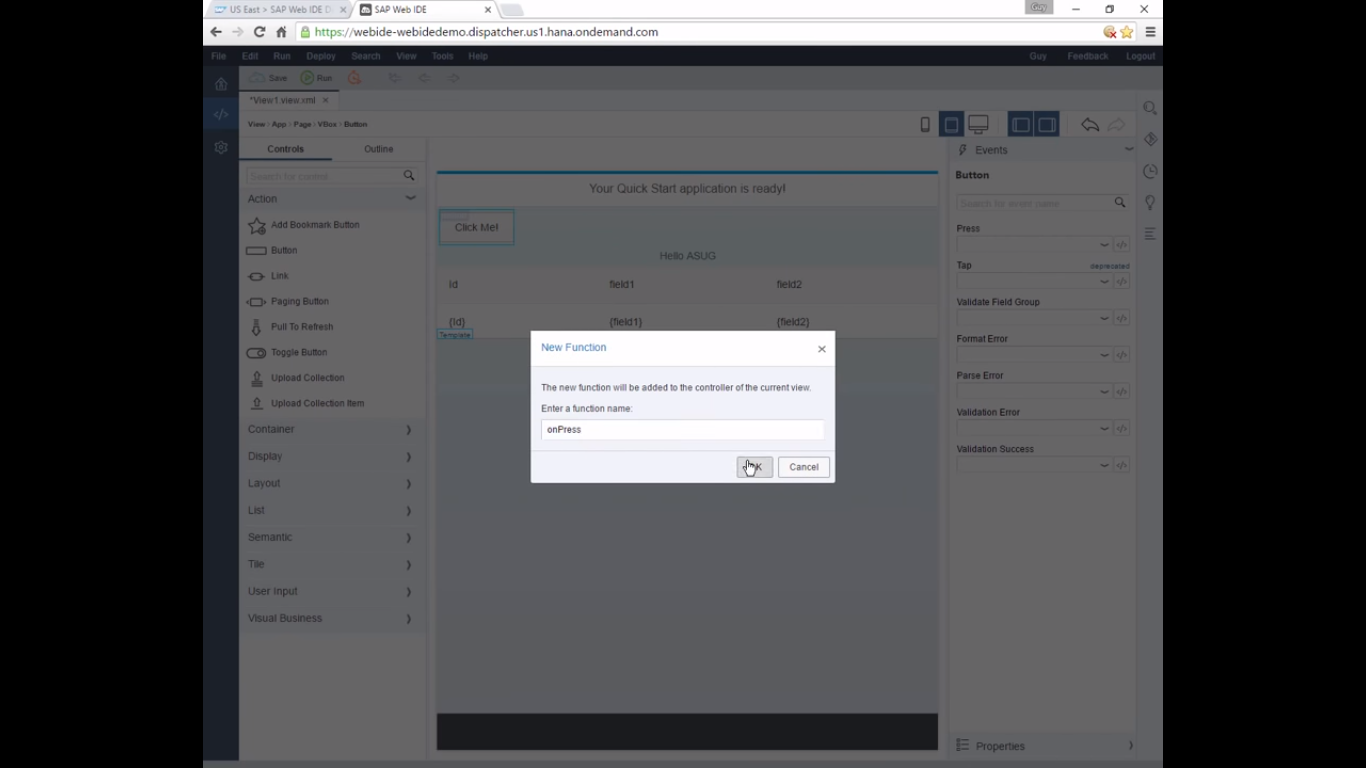 US East > SAP Web IDE D
SAP Web IDE
Guy
https://webide-webidedemo.dispatcher.us1.hana.ondemand.com
File Edit Run Deploy Search View Tools Help Guy Feedback Logout
Save Run
*View1.view.xml
View App Page VBox Button
Controls Outline
Events
Search for control
Button
Action
Search for event name
Your Quick Start application is ready!
Add Bookmark Button
Click Me!
Press
Button
Hello ASUG
Tap deprecated
Link
Id field1 field2
Paging Button
Validate Field Group
Pull To Refresh
{Id} {field1} {field2}
Template
Format Error
Toggle Button
New Function
Upload Collection
The new function will be added to the controller of the current view.
Parse Error
Upload Collection Item
Enter a function name:
Validation Error
Container
onPress
Display
Validation Success
Cancel
Layout
List
Semantic
Tile
User Input
Visual Business
Properties